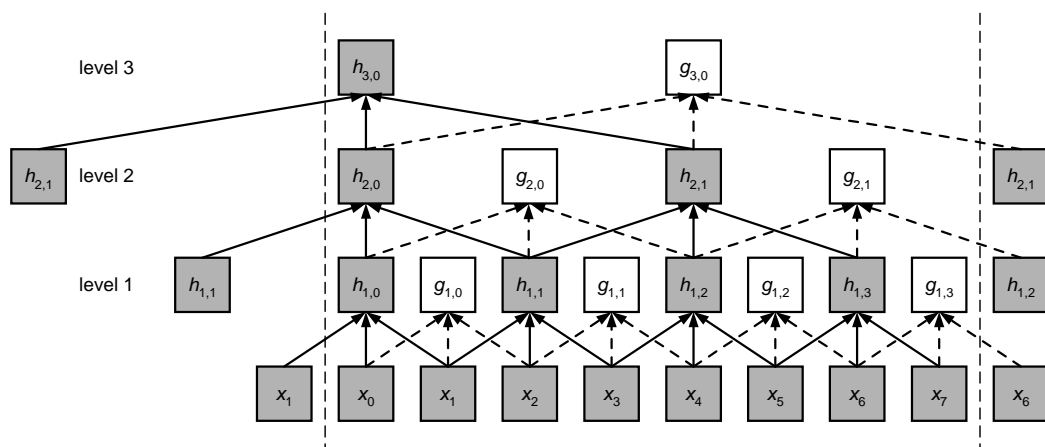 level 3 h3,0 g3,0
h2,1 level 2 h2,0 g2,0 h2,1 g2,1 h2,1
level 1 h1,1 h1,0 g1,0 h1,1 g1,1 h1,2 g1,2 h1,3 g1,3 h1,2
x1 x0 x1 x2 x3 x4 x5 x6 x7 x6